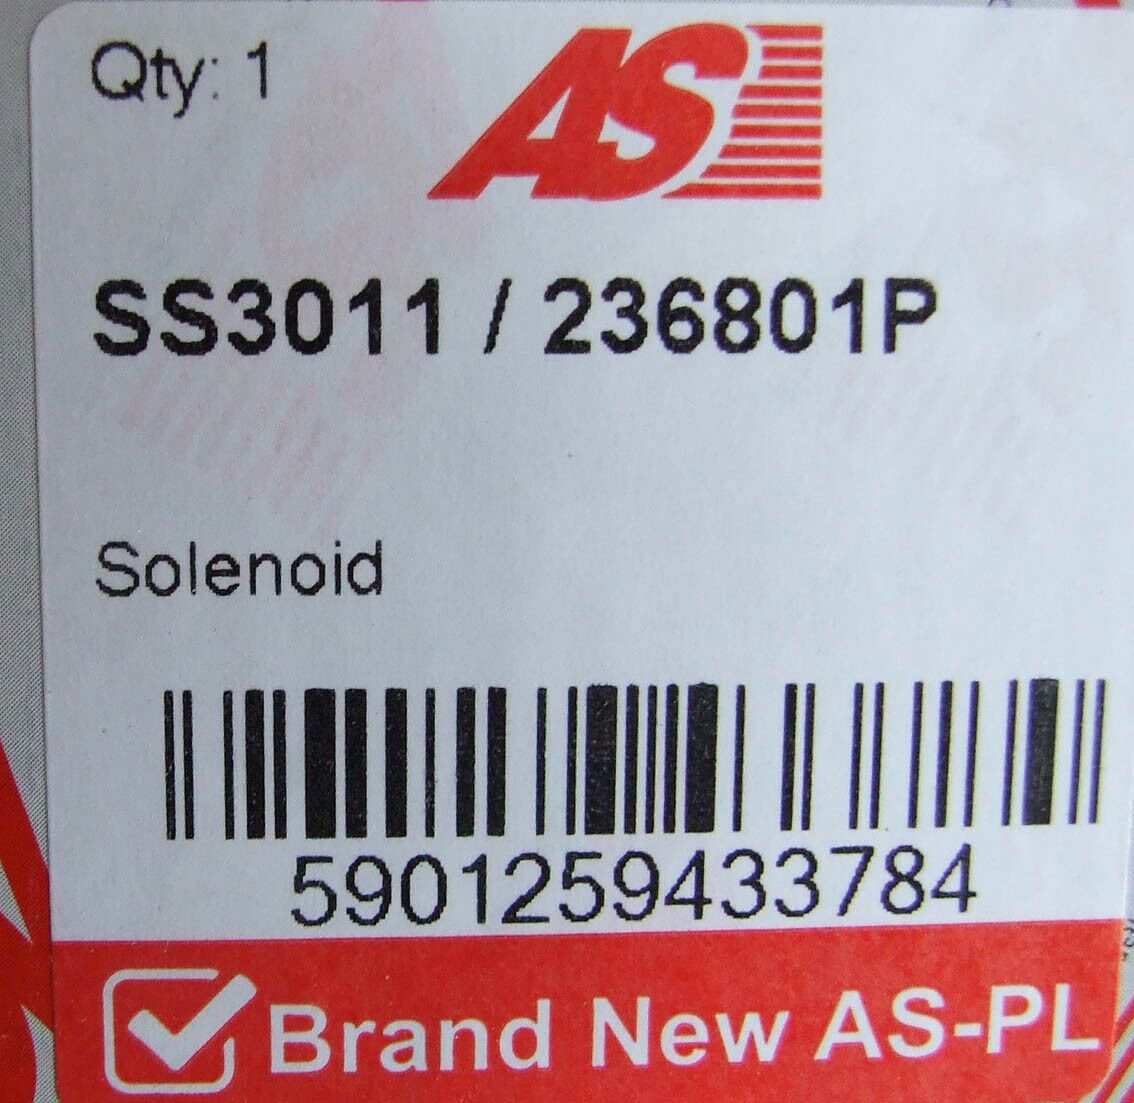 Qty: 1
AS
SS3011 / 236801P
Solenoid
5901259433784
Brand New AS-PL